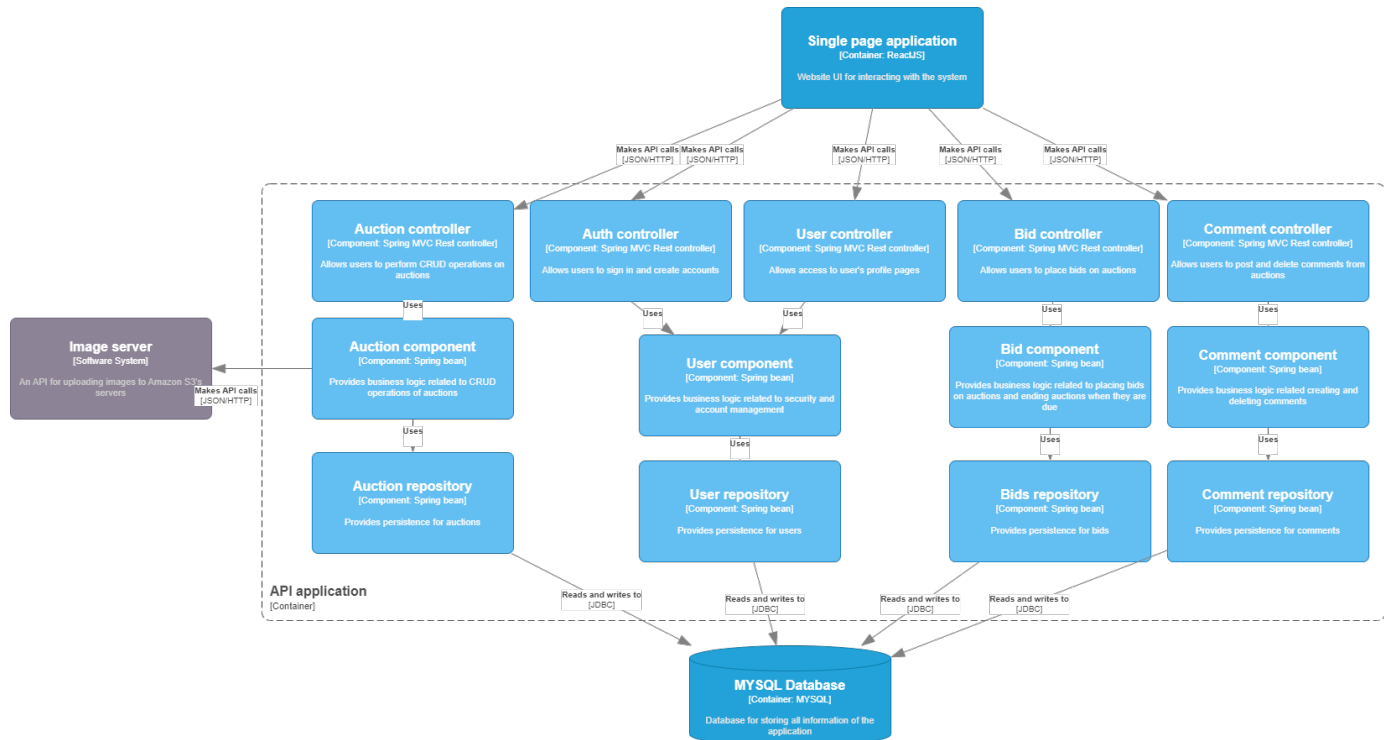 Single page application
[Container: ReactJS]
Website UI for interacting with the system
Makes API calls
[JSON/HTTP]
Makes API calls
[JSON/HTTP]
Makes API calls
[JSON/HTTP]
Makes API calls
[JSON/HTTP]
Makes API calls
[JSON/HTTP]
Auction controller
[Component: Spring MVC Rest controller]
Allows users to perform CRUD operations on
auctions
Auth controller
[Component: Spring MVC Rest controller]
Allows users to sign in and create accounts
User controller
[Component: Spring MVC Rest controller]
Allows access to user's profile pages
Bid controller
[Component: Spring MVC Rest controller]
Allows users to place bids on auctions
Comment controller
[Component: Spring MVC Rest controller]
Allows users to post and delete comments from
auctions
Uses
Uses
Uses
Uses
Uses
Image server
[Software System]
An API for uploading images to Amazon S3's
servers
Makes API calls
[JSON/HTTP]
Auction component
[Component: Spring bean]
Provides business logic related to CRUD
operations of auctions
User component
[Component: Spring bean]
Provides business logic related to security and
account management
Bid component
[Component: Spring bean]
Provides business logic related to placing bids
on auctions and ending auctions when they are
due
Comment component
[Component: Spring bean]
Provides business logic related creating and
deleting comments
Uses
Uses
Uses
Uses
Auction repository
[Component: Spring bean]
Provides persistence for auctions
User repository
[Component: Spring bean]
Provides persistence for users
Bids repository
[Component: Spring bean]
Provides persistence for bids
Comment repository
[Component: Spring bean]
Provides persistence for comments
API application
[Container]
Reads and writes to
[JDBC]
Reads and writes to
[JDBC]
Reads and writes to
[JDBC]
Reads and writes to
[JDBC]
MYSQL Database
[Container: MYSQL]
Database for storing all information of the
application